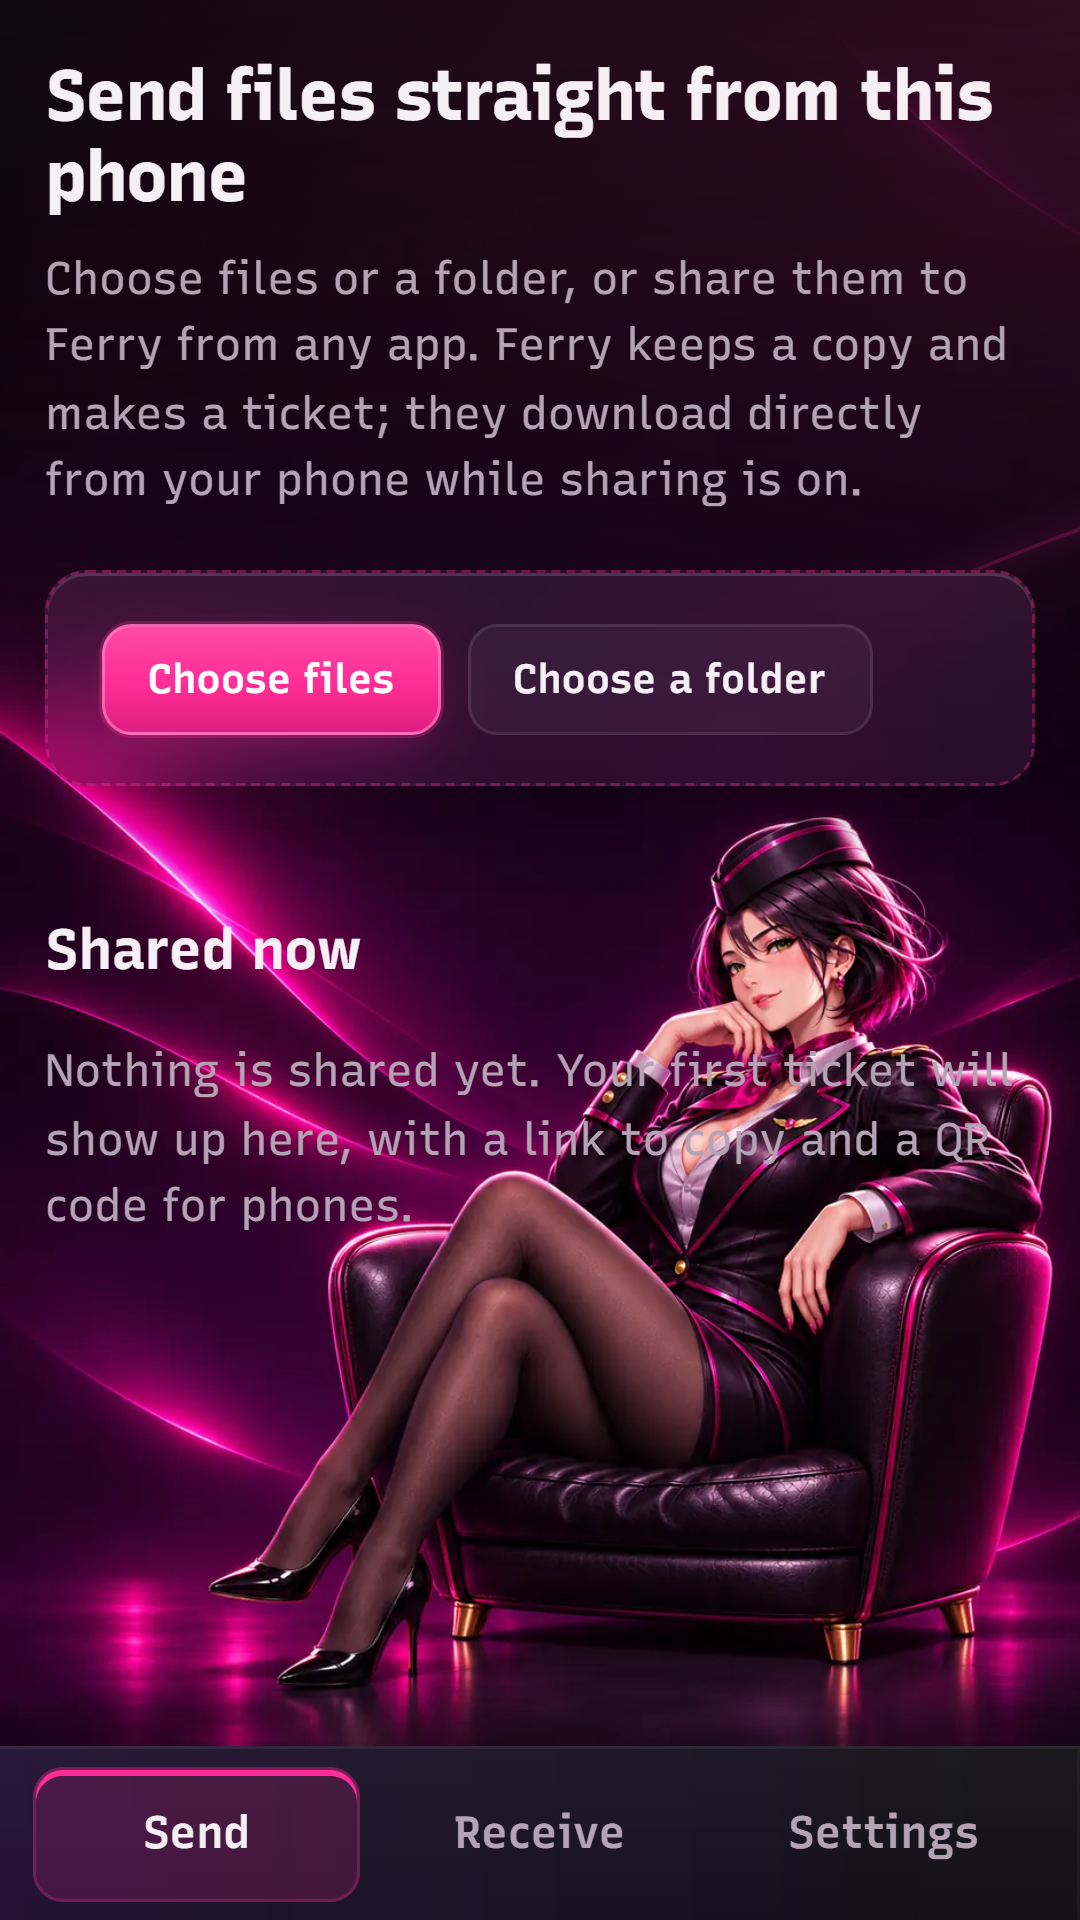 Send files straight from this
phone
Choose files or a folder, or share them to
Ferry from any app. Ferry keeps a copy and
makes a ticket; they download directly
from your phone while sharing is on.
Choose files
Choose a folder
Shared now
Nothing is shared yet. Your first ticket will
show up here, with a link to copy and a QR
code for phones.
Send
Receive
Settings